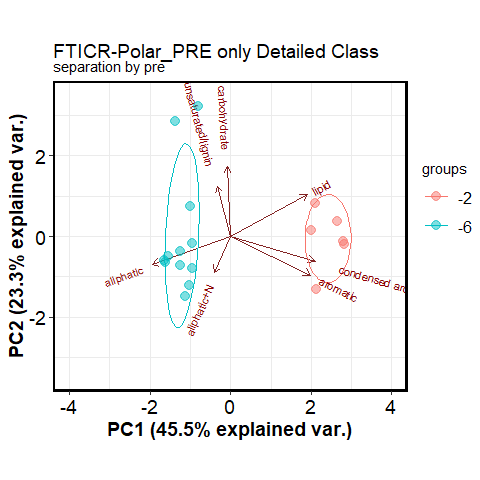 FTICR-Polar_PRE only Detailed Class
separation by pre
unsaturated/lignin
carbohydrate
lipid
aliphatic
aliphatic+N
condensed aro
aromatic
PC2 (23.3% explained var.)
2
0
-2
-4
-2
0
2
4
PC1 (45.5% explained var.)
groups
-2
-6